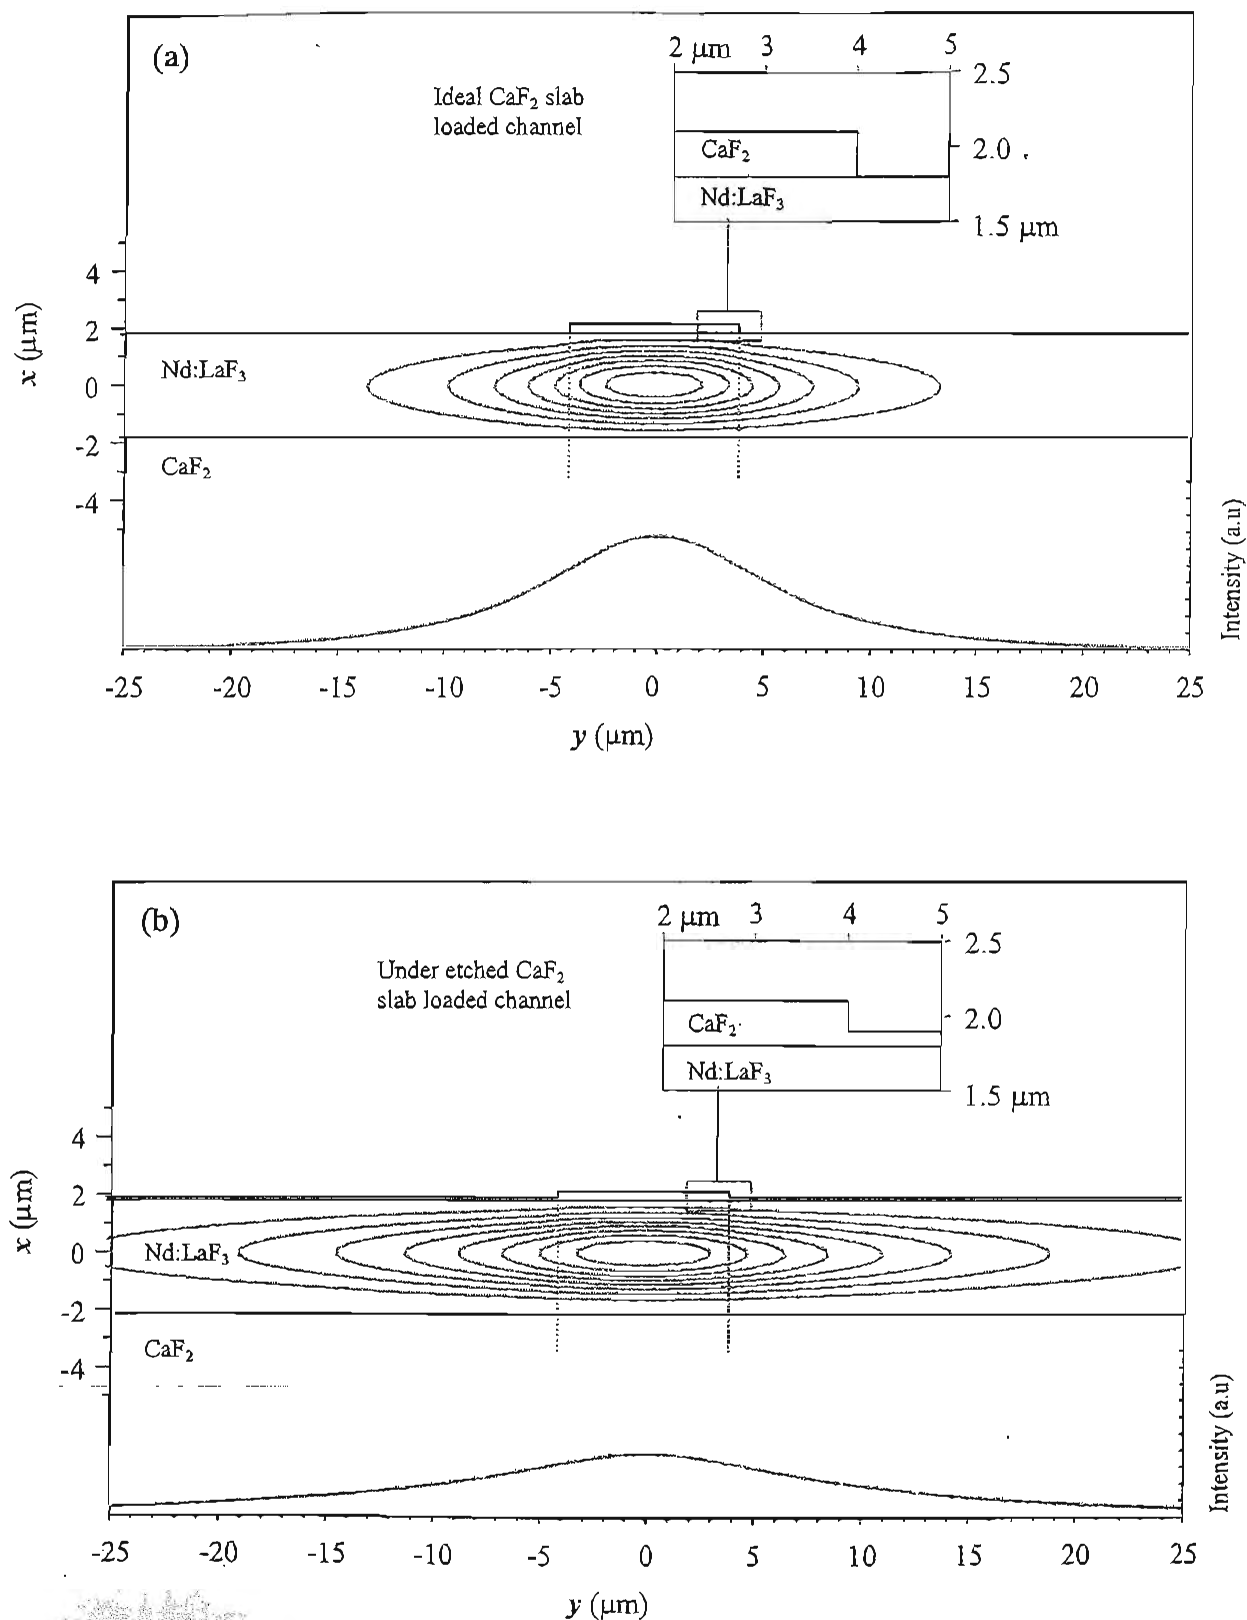 (a)
Ideal CaF₂ slab
loaded channel
2 μm 3 4 5
2.5
CaF₂
2.0
Nd:LaF₃
1.5 μm
x (μm)
4
2
0
-2
-4
Nd:LaF₃
CaF₂
Intensity (a.u)
-25 -20 -15 -10 -5 0 5 10 15 20 25
y (μm)
(b)
Under etched CaF₂
slab loaded channel
2 μm 3 4 5
2.5
CaF₂
2.0
Nd:LaF₃
1.5 μm
x (μm)
4
2
0
-2
-4
Nd:LaF₃
CaF₂
Intensity (a.u)
-25 -20 -15 -10 -5 0 5 10 15 20 25
y (μm)